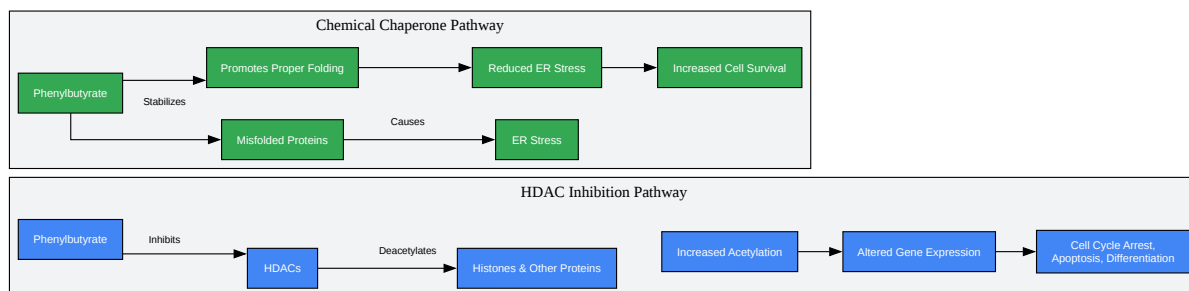 Chemical Chaperone Pathway
Phenylbutyrate
Stabilizes
Promotes Proper Folding
Reduced ER Stress
Increased Cell Survival
Misfolded Proteins
Causes
ER Stress
HDAC Inhibition Pathway
Phenylbutyrate
Inhibits
HDACs
Deacetylates
Histones & Other Proteins
Increased Acetylation
Altered Gene Expression
Cell Cycle Arrest,
Apoptosis, Differentiation